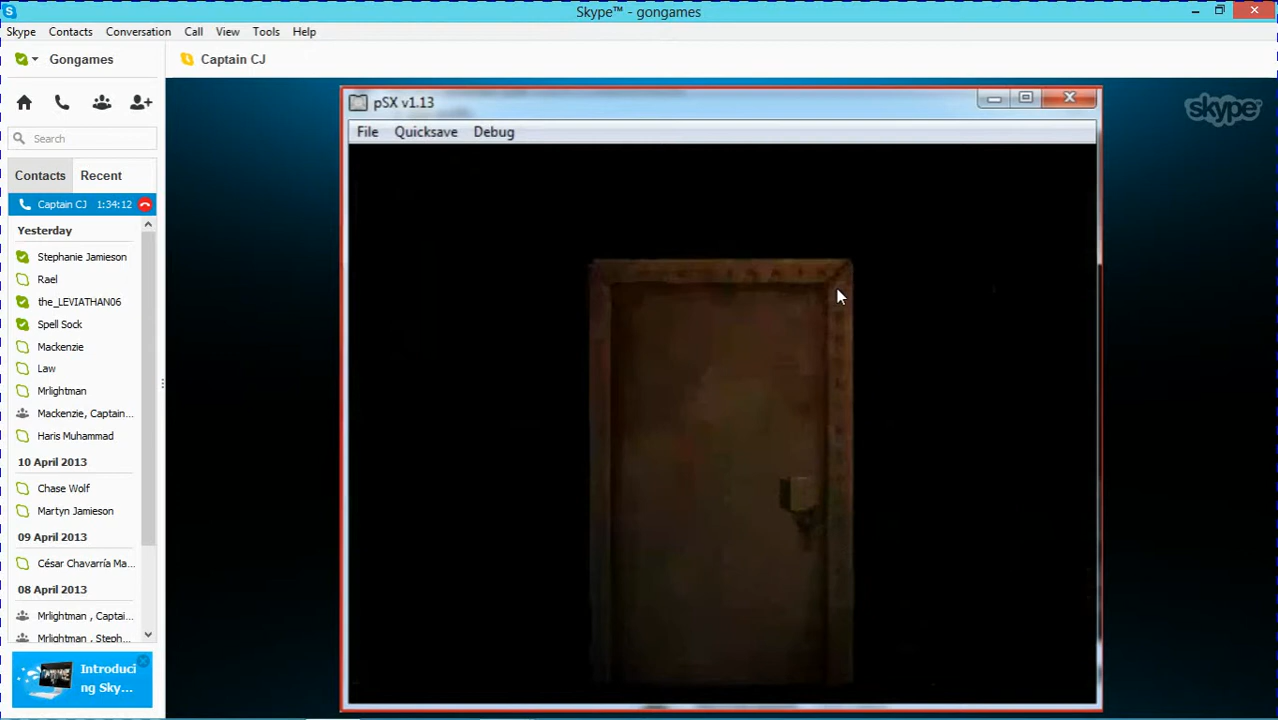 Skype™ - gongames
Skype Contacts Conversation Call View Tools Help
Gongames
Captain CJ
Search
Contacts Recent
Captain CJ 1:34:12
Yesterday
Stephanie Jamieson
Rael
the_LEVIATHAN06
Spell Sock
Mackenzie
Law
Mrlightman
Mackenzie, Captain...
Haris Muhammad
10 April 2013
Chase Wolf
Martyn Jamieson
09 April 2013
César Chavarría Ma...
08 April 2013
Mrlightman , Captai...
Mrlightman , Steph...
Introduci
ng Sky...
pSX v1.13
File Quicksave Debug
skype™